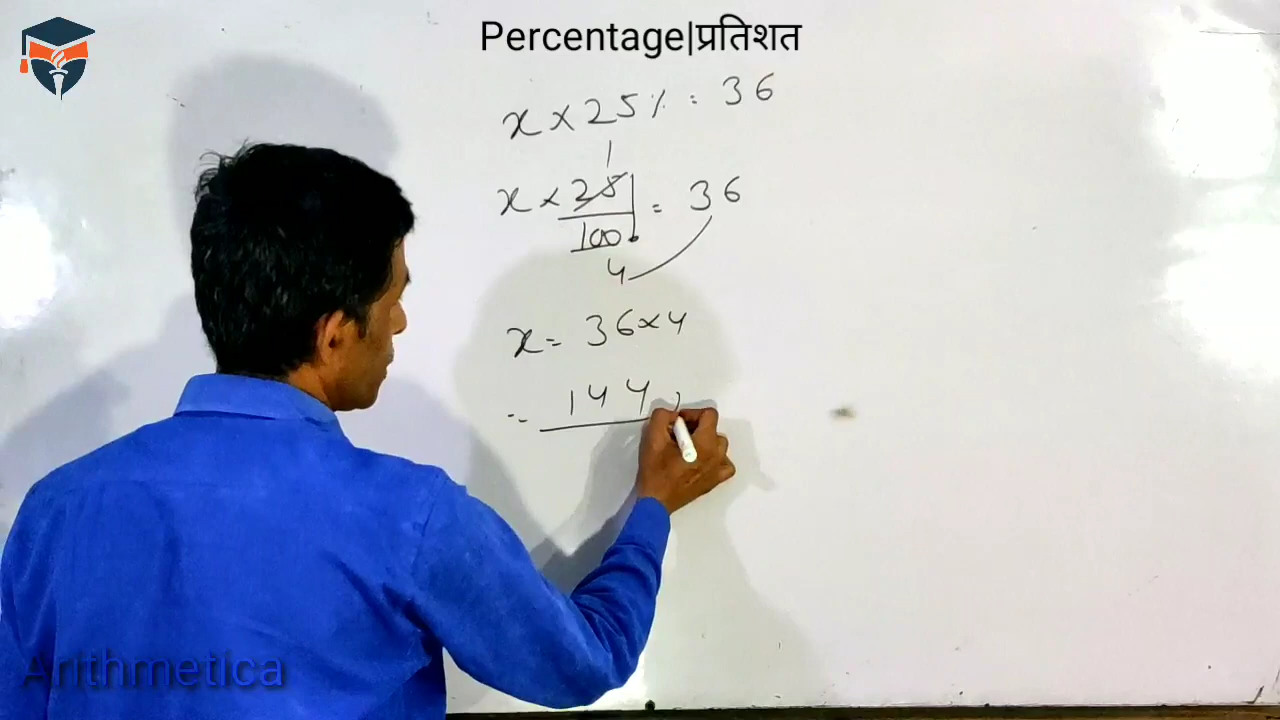 Percentage|प्रतिशत
x × 25% = 36
1
x × 25 = 36
100
4
x = 36 × 4
= 144
Arithmetica